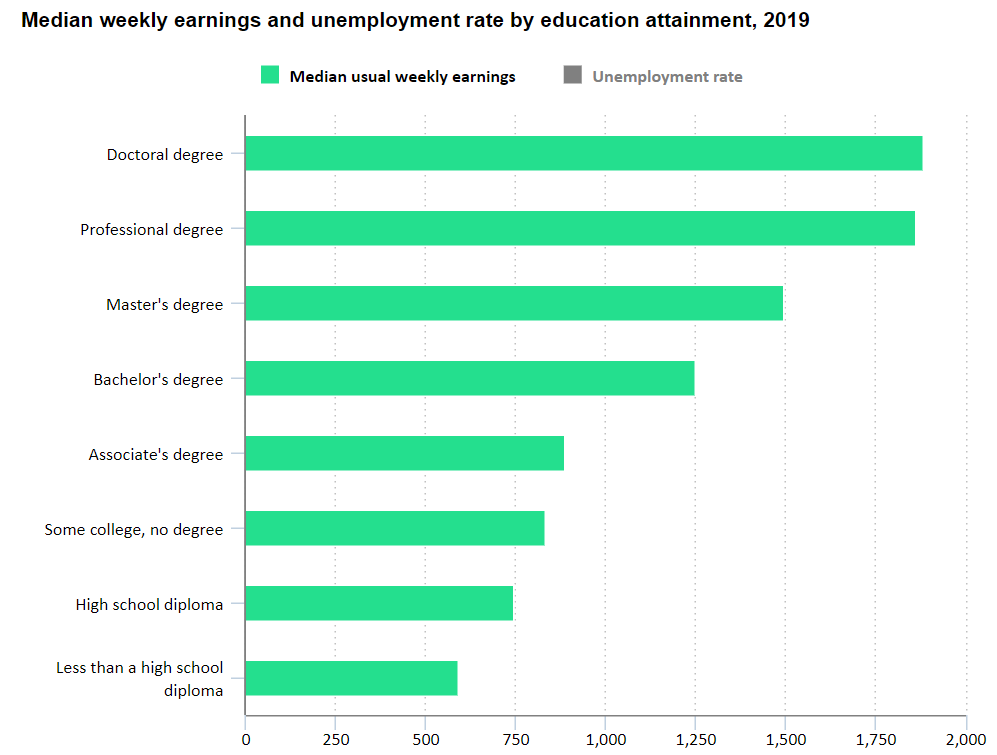 Median weekly earnings and unemployment rate by education attainment, 2019
Median usual weekly earnings
Unemployment rate
Doctoral degree
Professional degree
Master's degree
Bachelor's degree
Associate's degree
Some college, no degree
High school diploma
Less than a high school
diploma
0 250 500 750 1,000 1,250 1,500 1,750 2,000